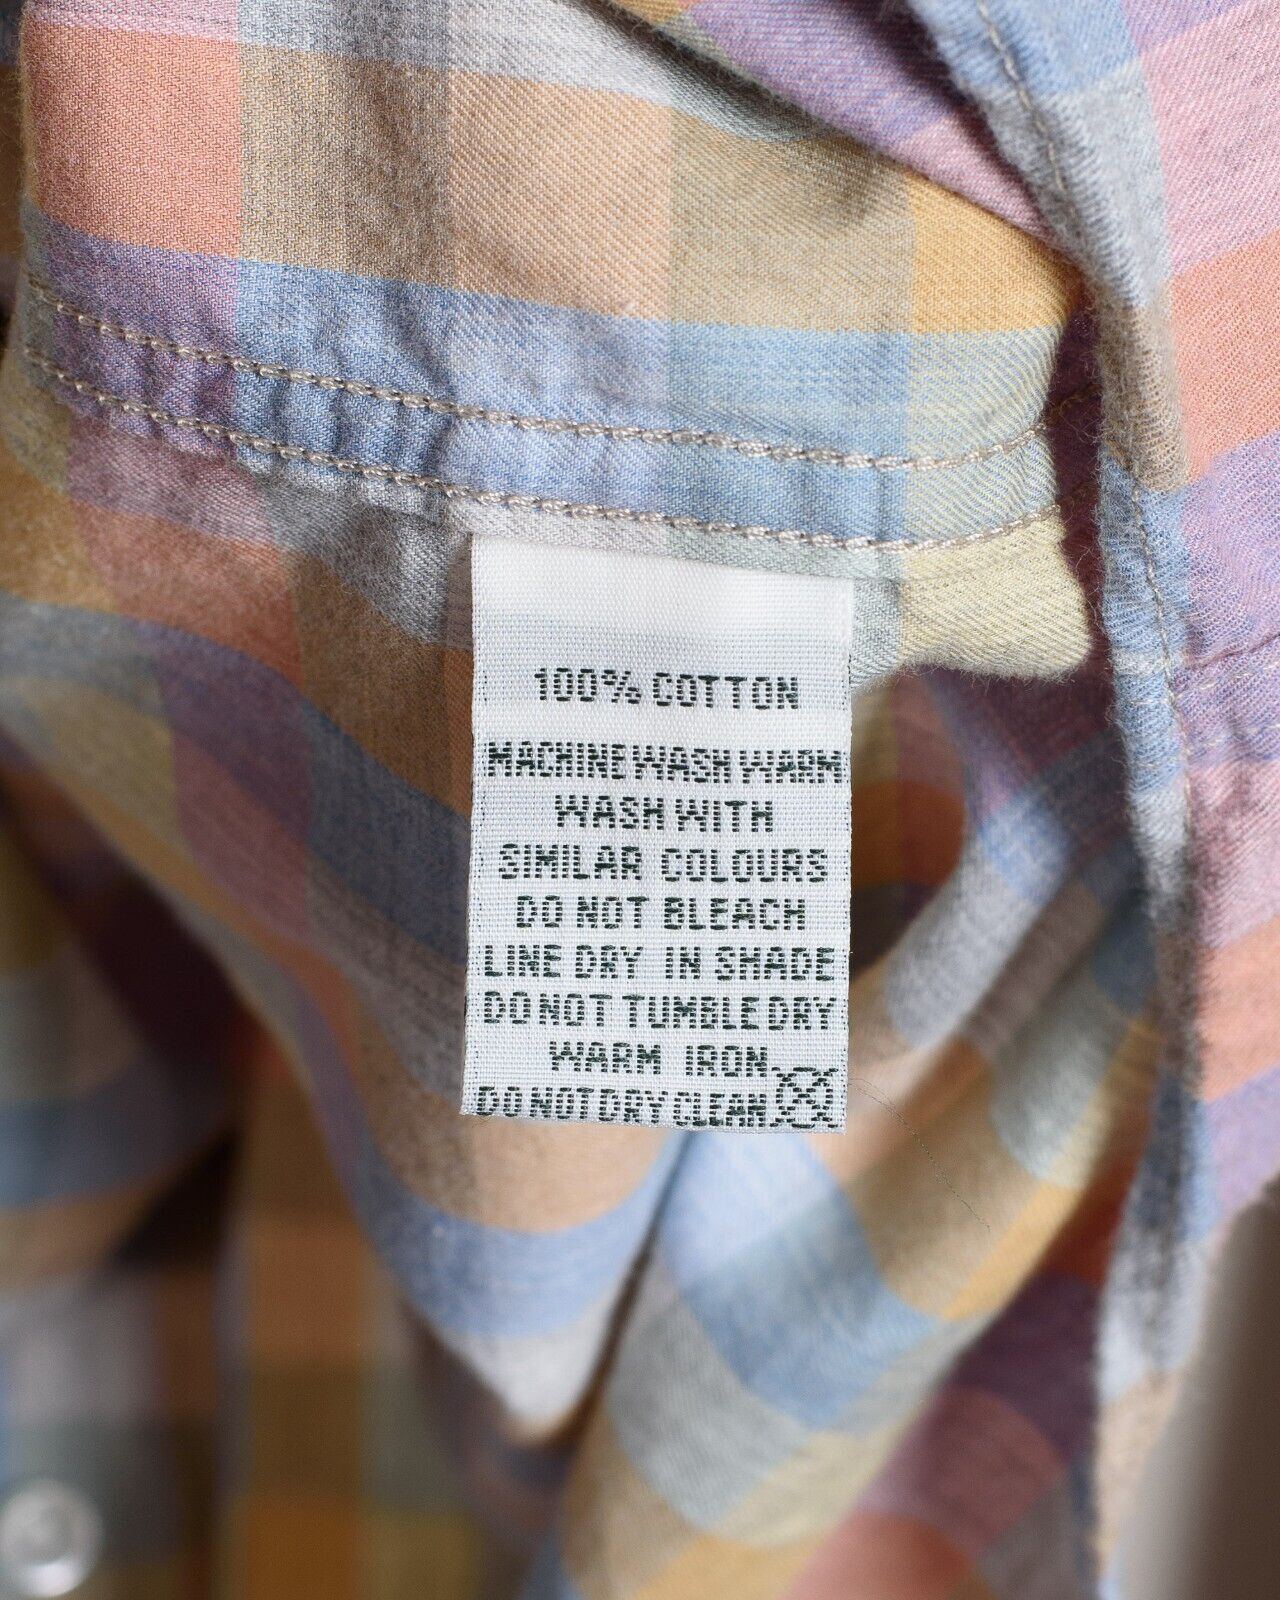 100% COTTON
MACHINE WASH WARM
WASH WITH
SIMILAR COLOURS
DO NOT BLEACH
LINE DRY IN SHADE
DO NOT TUMBLE DRY
WARM IRON
DO NOT DRY CLEAN